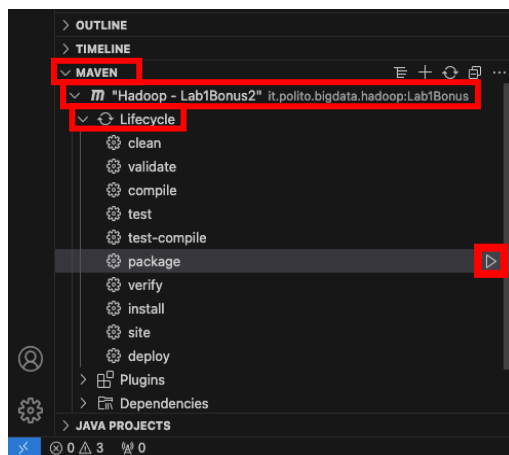 OUTLINE
TIMELINE
MAVEN
m "Hadoop - Lab1Bonus2" it.polito.bigdata.hadoop:Lab1Bonus
Lifecycle
clean
validate
compile
test
test-compile
package
verify
install
site
deploy
Plugins
Dependencies
JAVA PROJECTS
0 3 0